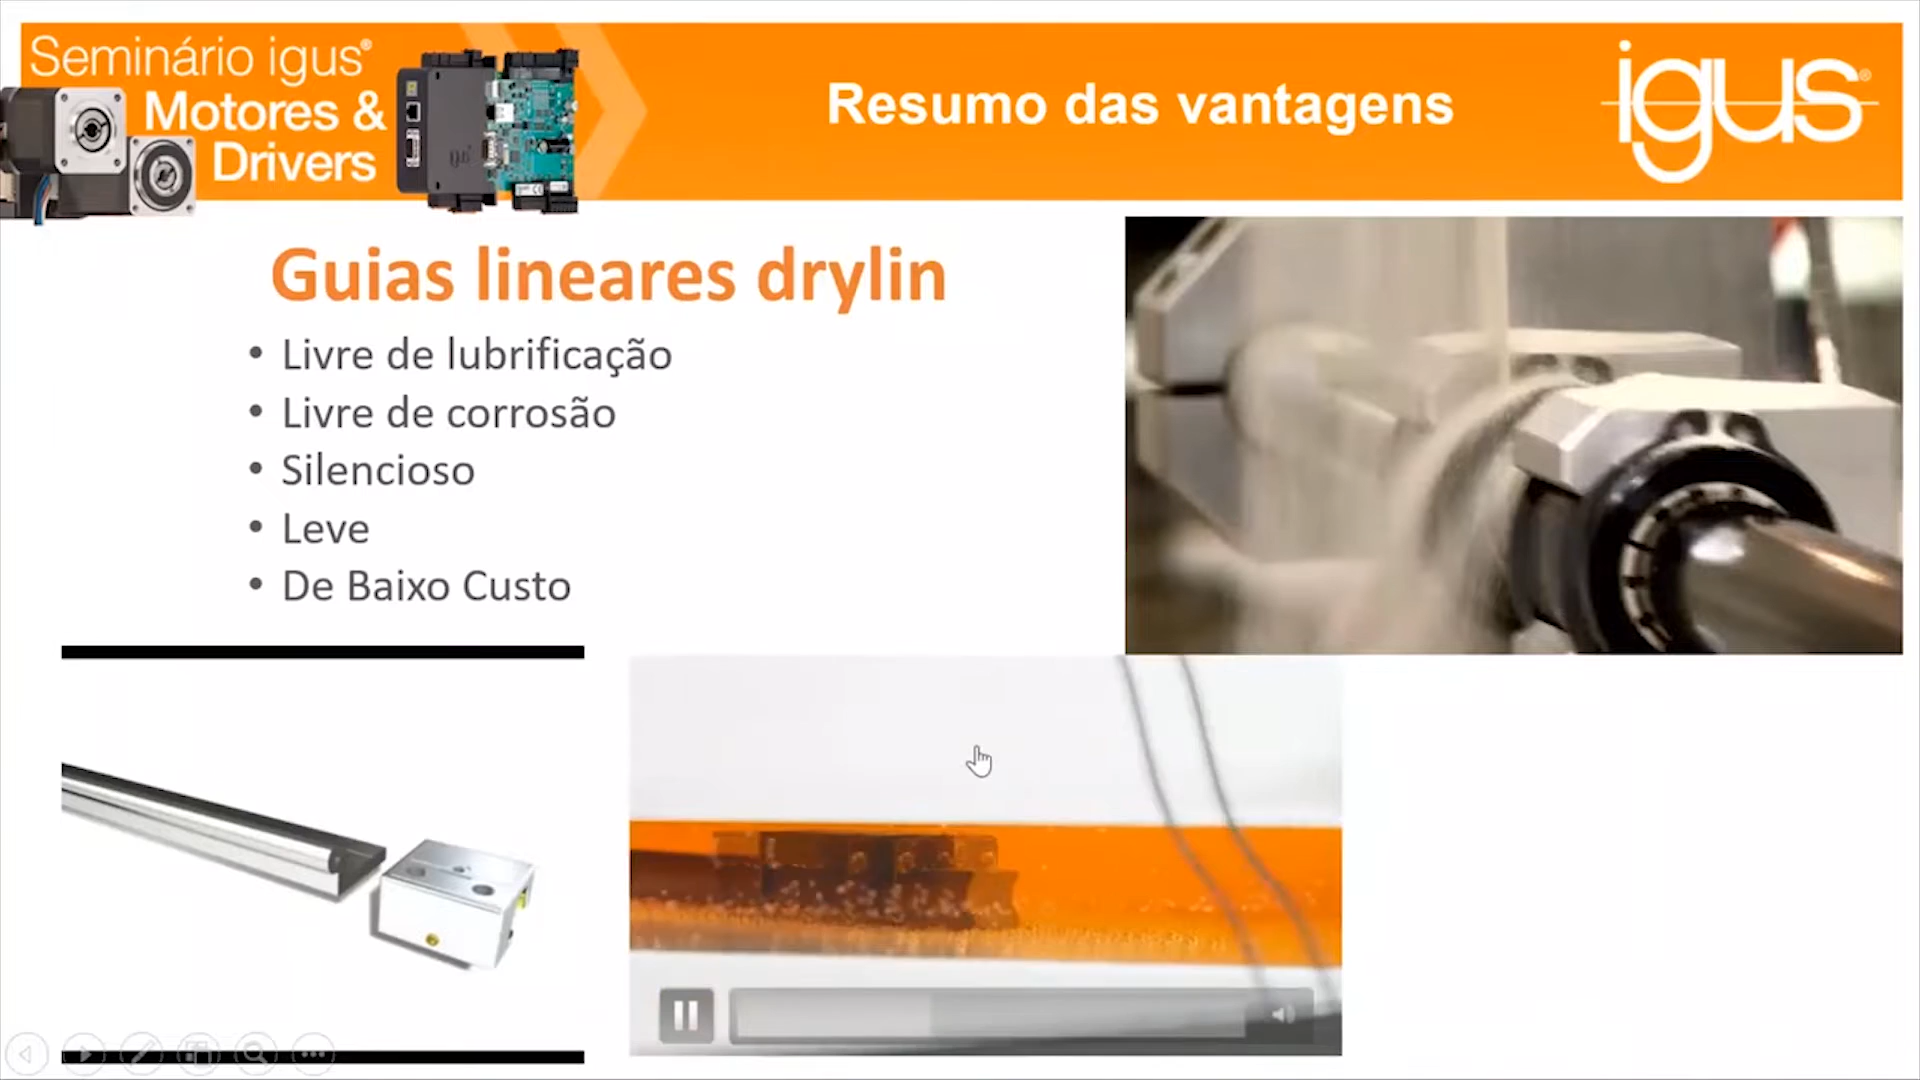 Seminário igus®
Motores &
Drivers
Resumo das vantagens
igus®
Guias lineares drylin
• Livre de lubrificação
• Livre de corrosão
• Silencioso
• Leve
• De Baixo Custo